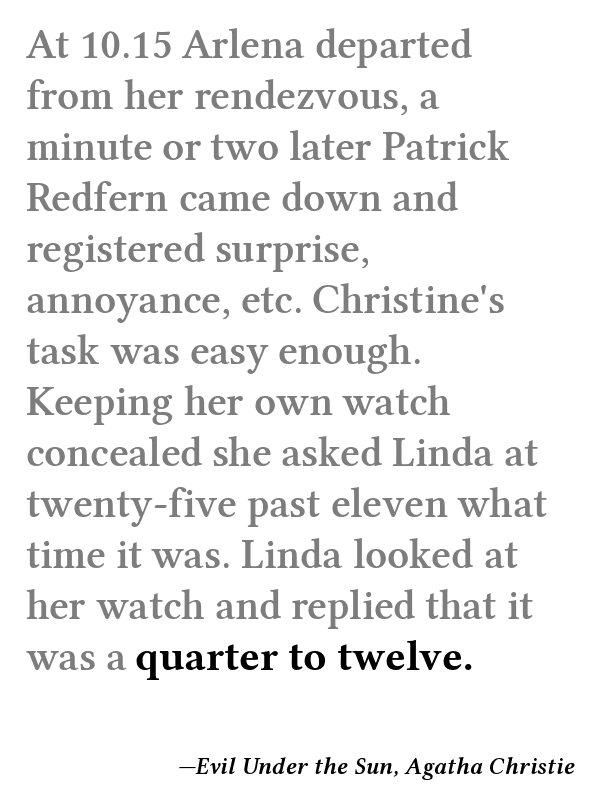 At 10.15 Arlena departed
from her rendezvous, a
minute or two later Patrick
Redfern came down and
registered surprise,
annoyance, etc. Christine's
task was easy enough.
Keeping her own watch
concealed she asked Linda at
twenty-five past eleven what
time it was. Linda looked at
her watch and replied that it
was a quarter to twelve.
—Evil Under the Sun, Agatha Christie